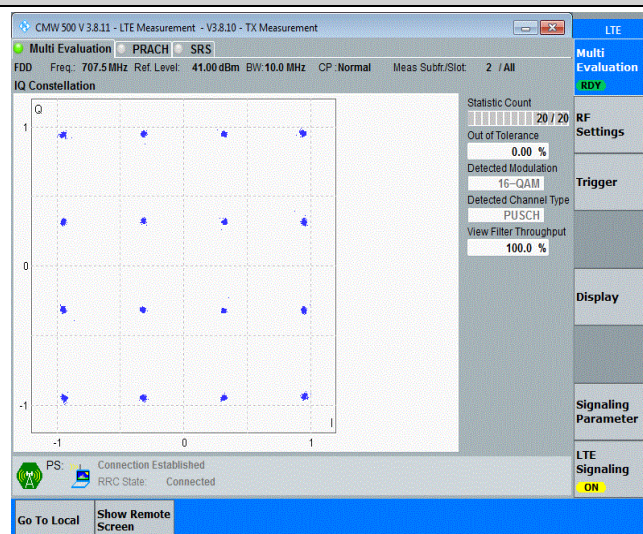 CMW 500 V 3.8.11 - LTE Measurement - V3.8.10 - TX Measurement
LTE
Multi Evaluation PRACH SRS
FDD Freq.: 707.5 MHz Ref. Level: 41.00 dBm BW: 10.0 MHz CP : Normal Meas Subfr./Slot: 2 / All
IQ Constellation
Q
1
0
-1
-1 0 1
I
Statistic Count
20 / 20
Out of Tolerance
0.00 %
Detected Modulation
16-QAM
Detected Channel Type
PUSCH
View Filter Throughput
100.0 %
Multi
Evaluation
RDY
RF
Settings
Trigger
Display
Signaling
Parameter
LTE
Signaling
ON
PS: Connection Established
RRC State: Connected
Go To Local
Show Remote
Screen